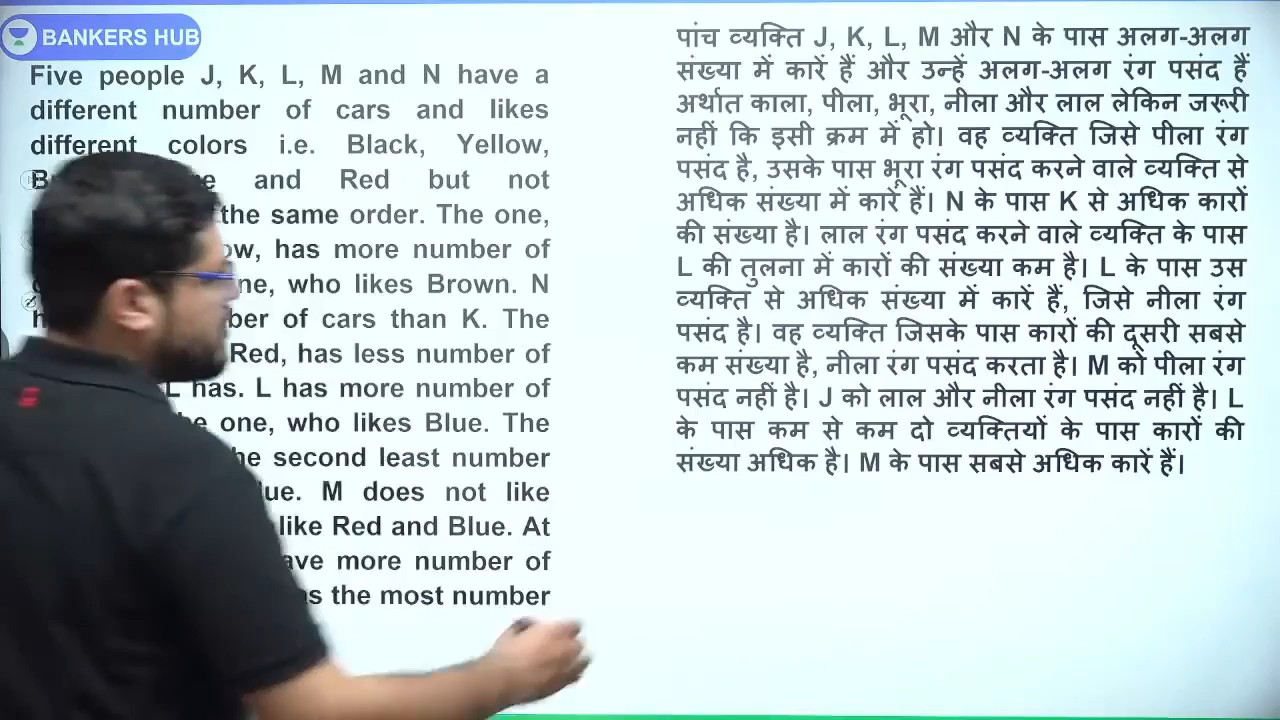 BANKERS HUB
Five people J, K, L, M and N have a
different number of cars and likes
different colors i.e. Black, Yellow,
and Red but not
the same order. The one,
has more number of
who likes Brown. N
of cars than K. The
Red, has less number of
L has. L has more number of
one, who likes Blue. The
second least number
M does not like
like Red and Blue. At
more number of
the most number
पांच व्यक्ति J, K, L, M और N के पास अलग-अलग
संख्या में कारें हैं और उन्हें अलग-अलग रंग पसंद हैं
अर्थात काला, पीला, भूरा, नीला और लाल लेकिन जरूरी
नहीं कि इसी क्रम में हो। वह व्यक्ति जिसे पीला रंग
पसंद है, उसके पास भूरा रंग पसंद करने वाले व्यक्ति से
अधिक संख्या में कारें हैं। N के पास K से अधिक कारों
की संख्या है। लाल रंग पसंद करने वाले व्यक्ति के पास
L की तुलना में कारों की संख्या कम है। L के पास उस
व्यक्ति से अधिक संख्या में कारें हैं, जिसे नीला रंग
पसंद है। वह व्यक्ति जिसके पास कारों की दूसरी सबसे
कम संख्या है, नीला रंग पसंद करता है। M को पीला रंग
पसंद नहीं है। J को लाल और नीला रंग पसंद नहीं है। L
के पास कम से कम दो व्यक्तियों के पास कारों की
संख्या अधिक है। M के पास सबसे अधिक कारें हैं।